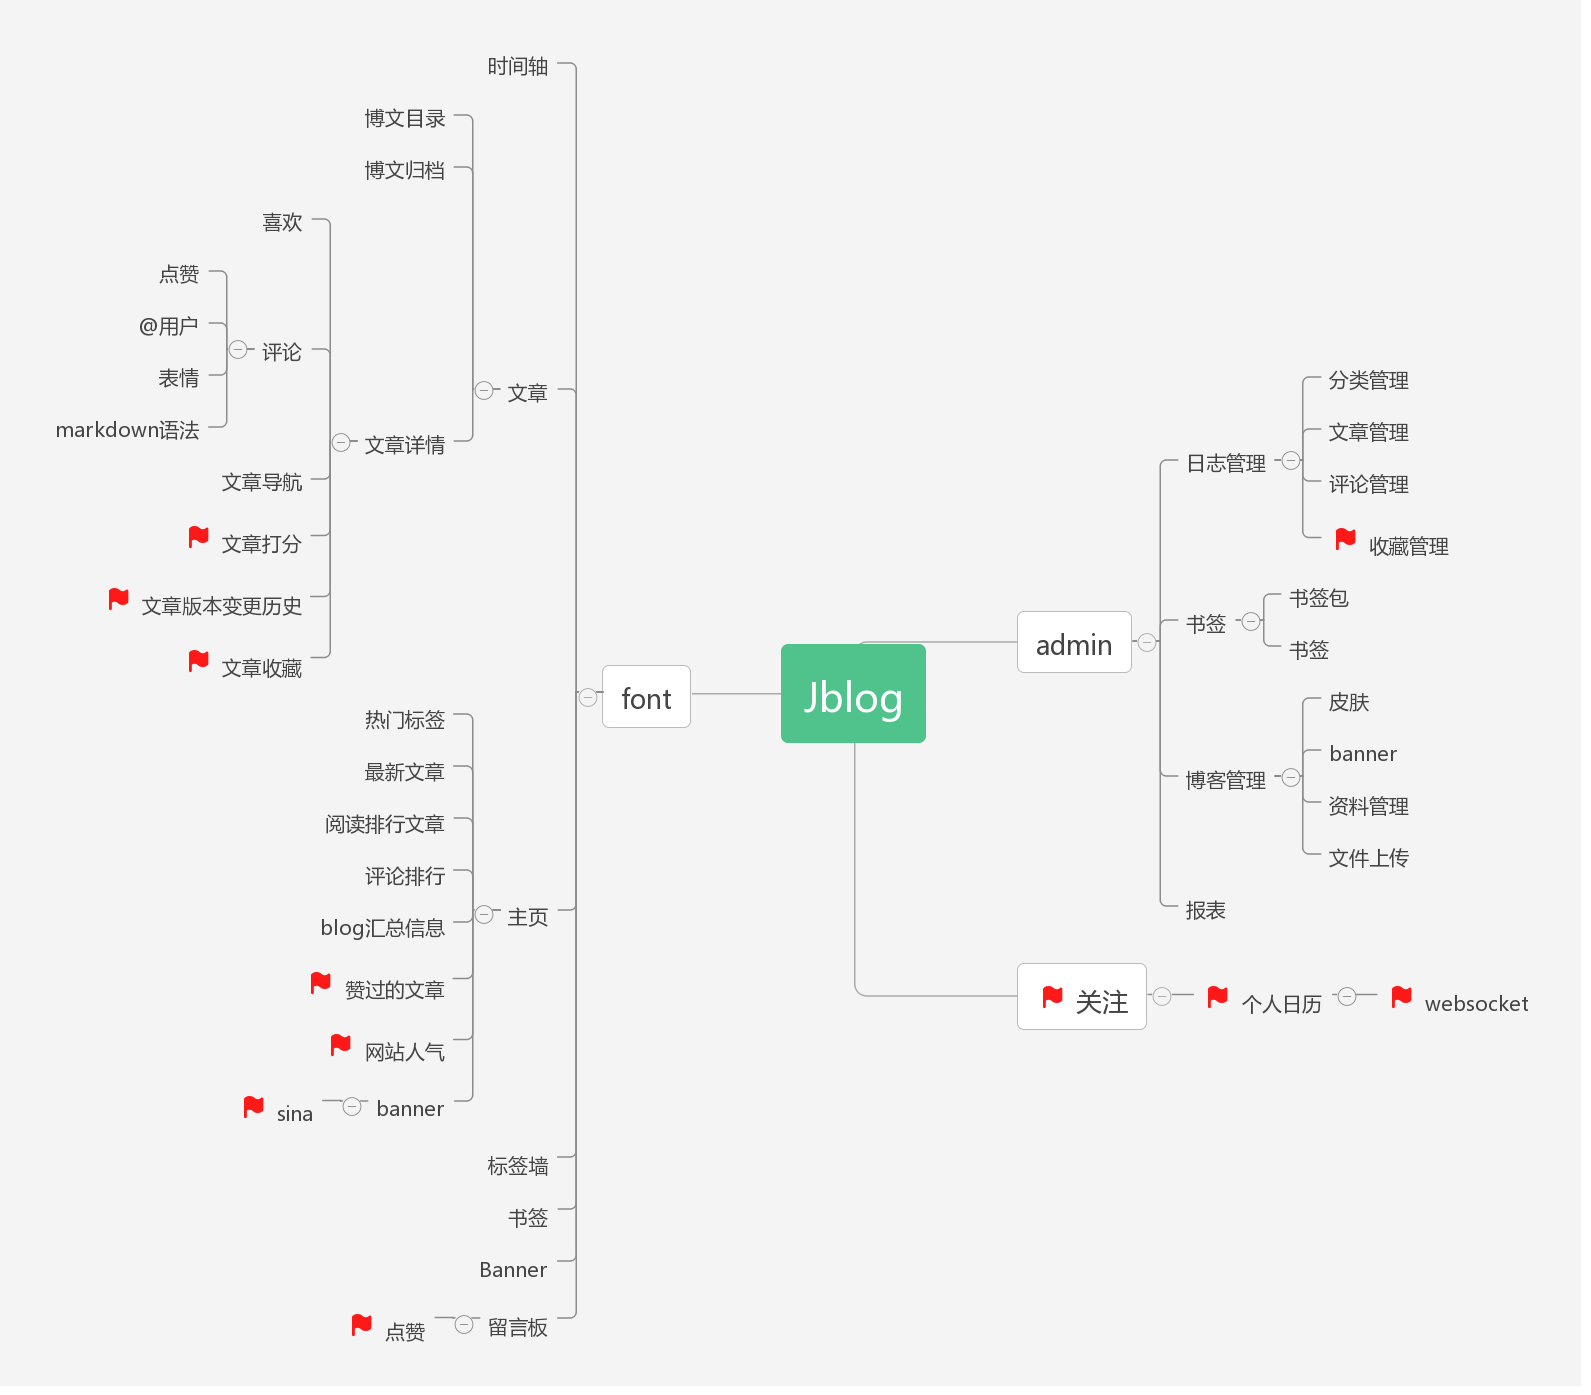 时间轴
博文目录
博文归档
喜欢
点赞
@用户
评论
表情
markdown语法
文章
文章详情
文章导航
文章打分
文章版本变更历史
文章收藏
font
热门标签
最新文章
阅读排行文章
评论排行
blog汇总信息
主页
赞过的文章
网站人气
banner
sina
标签墙
书签
Banner
留言板
点赞
Jblog
admin
日志管理
分类管理
文章管理
评论管理
收藏管理
书签
书签包
书签
博客管理
皮肤
banner
资料管理
文件上传
报表
关注
个人日历
websocket